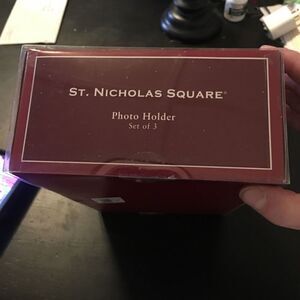 ST. NICHOLAS SQUARE®
Photo Holder
Set of 3